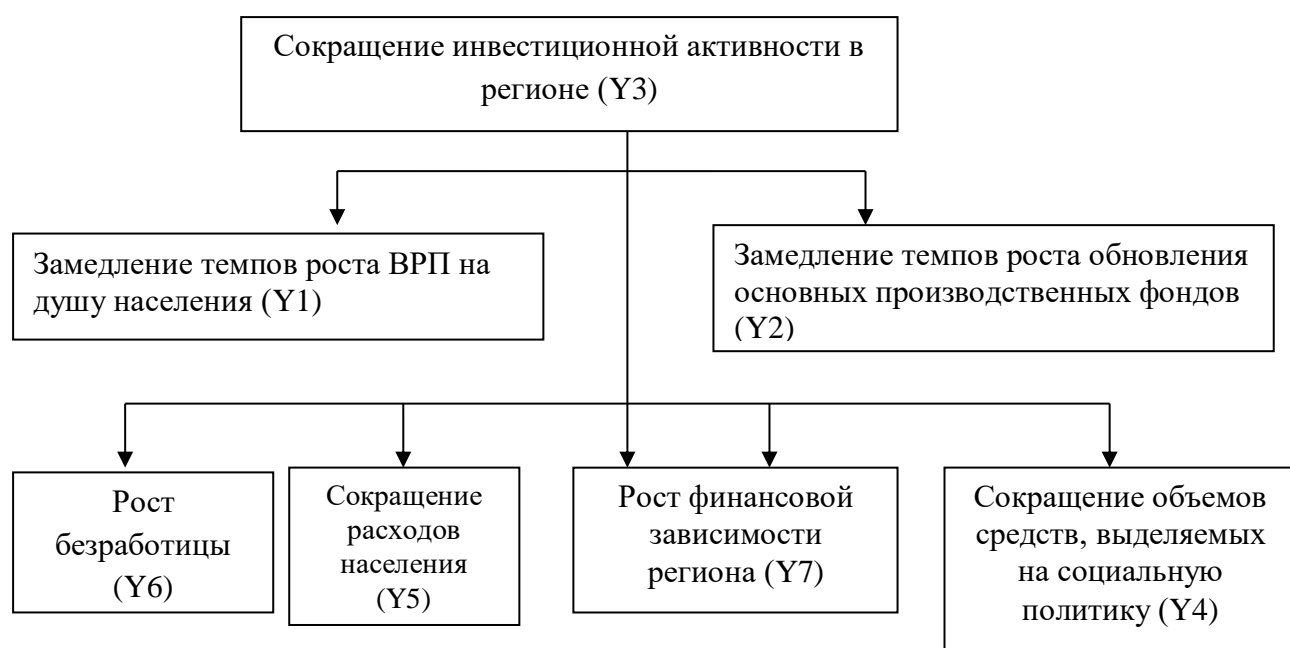 Сокращение инвестиционной активности в
регионе (Y3)
Замедление темпов роста ВРП на
душу населения (Y1)
Замедление темпов роста обновления
основных производственных фондов
(Y2)
Рост
безработицы
(Y6)
Сокращение
расходов
населения
(Y5)
Рост финансовой
зависимости
региона (Y7)
Сокращение объемов
средств, выделяемых
на социальную
политику (Y4)